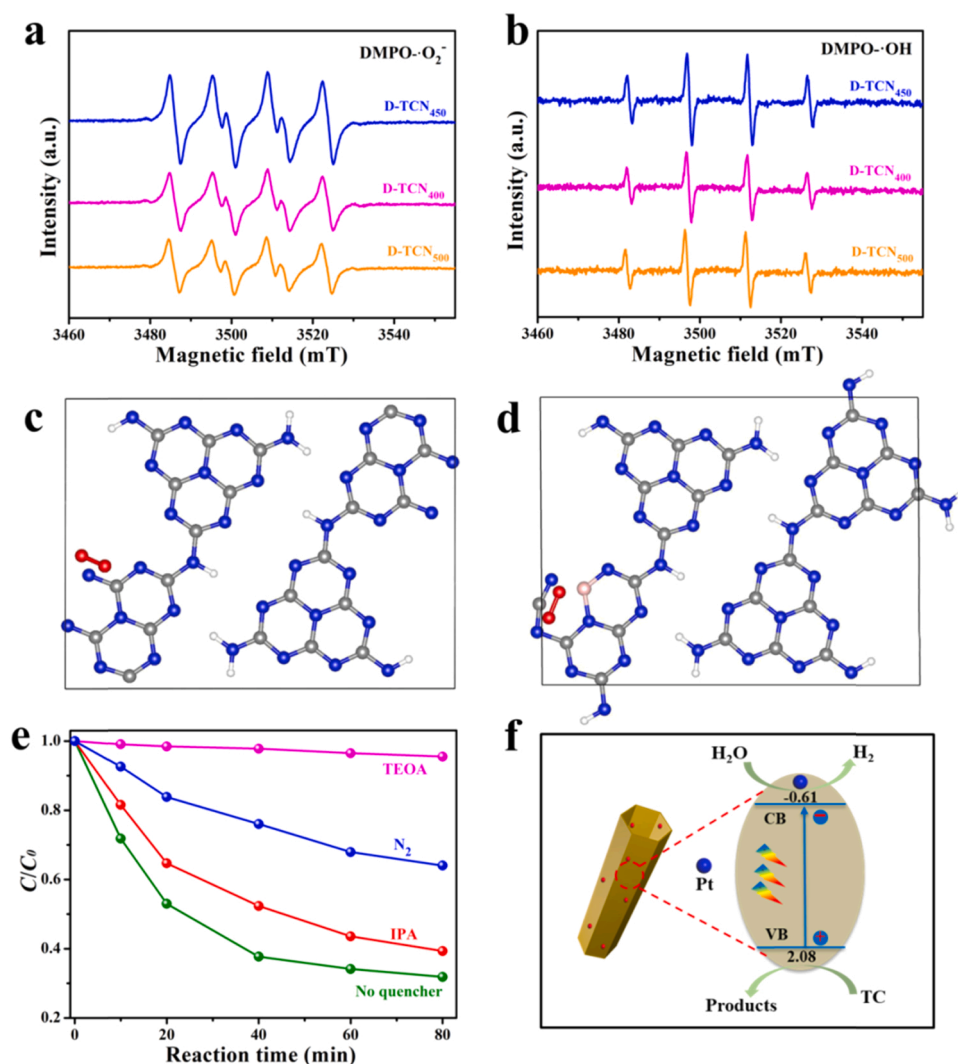 a
DMPO-·O₂⁻
D-TCN₄₅₀
D-TCN₄₀₀
D-TCN₅₀₀
Intensity (a.u.)
3460 3480 3500 3520 3540
Magnetic field (mT)
b
DMPO-·OH
D-TCN₄₅₀
D-TCN₄₀₀
D-TCN₅₀₀
Intensity (a.u.)
3460 3480 3500 3520 3540
Magnetic field (mT)
c
d
e
1.0
0.8
0.6
0.4
0.2
C/C₀
TEOA
N₂
IPA
No quencher
0 20 40 60 80
Reaction time (min)
f
H₂O
H₂
-0.61
CB
Pt
VB
2.08
Products
TC